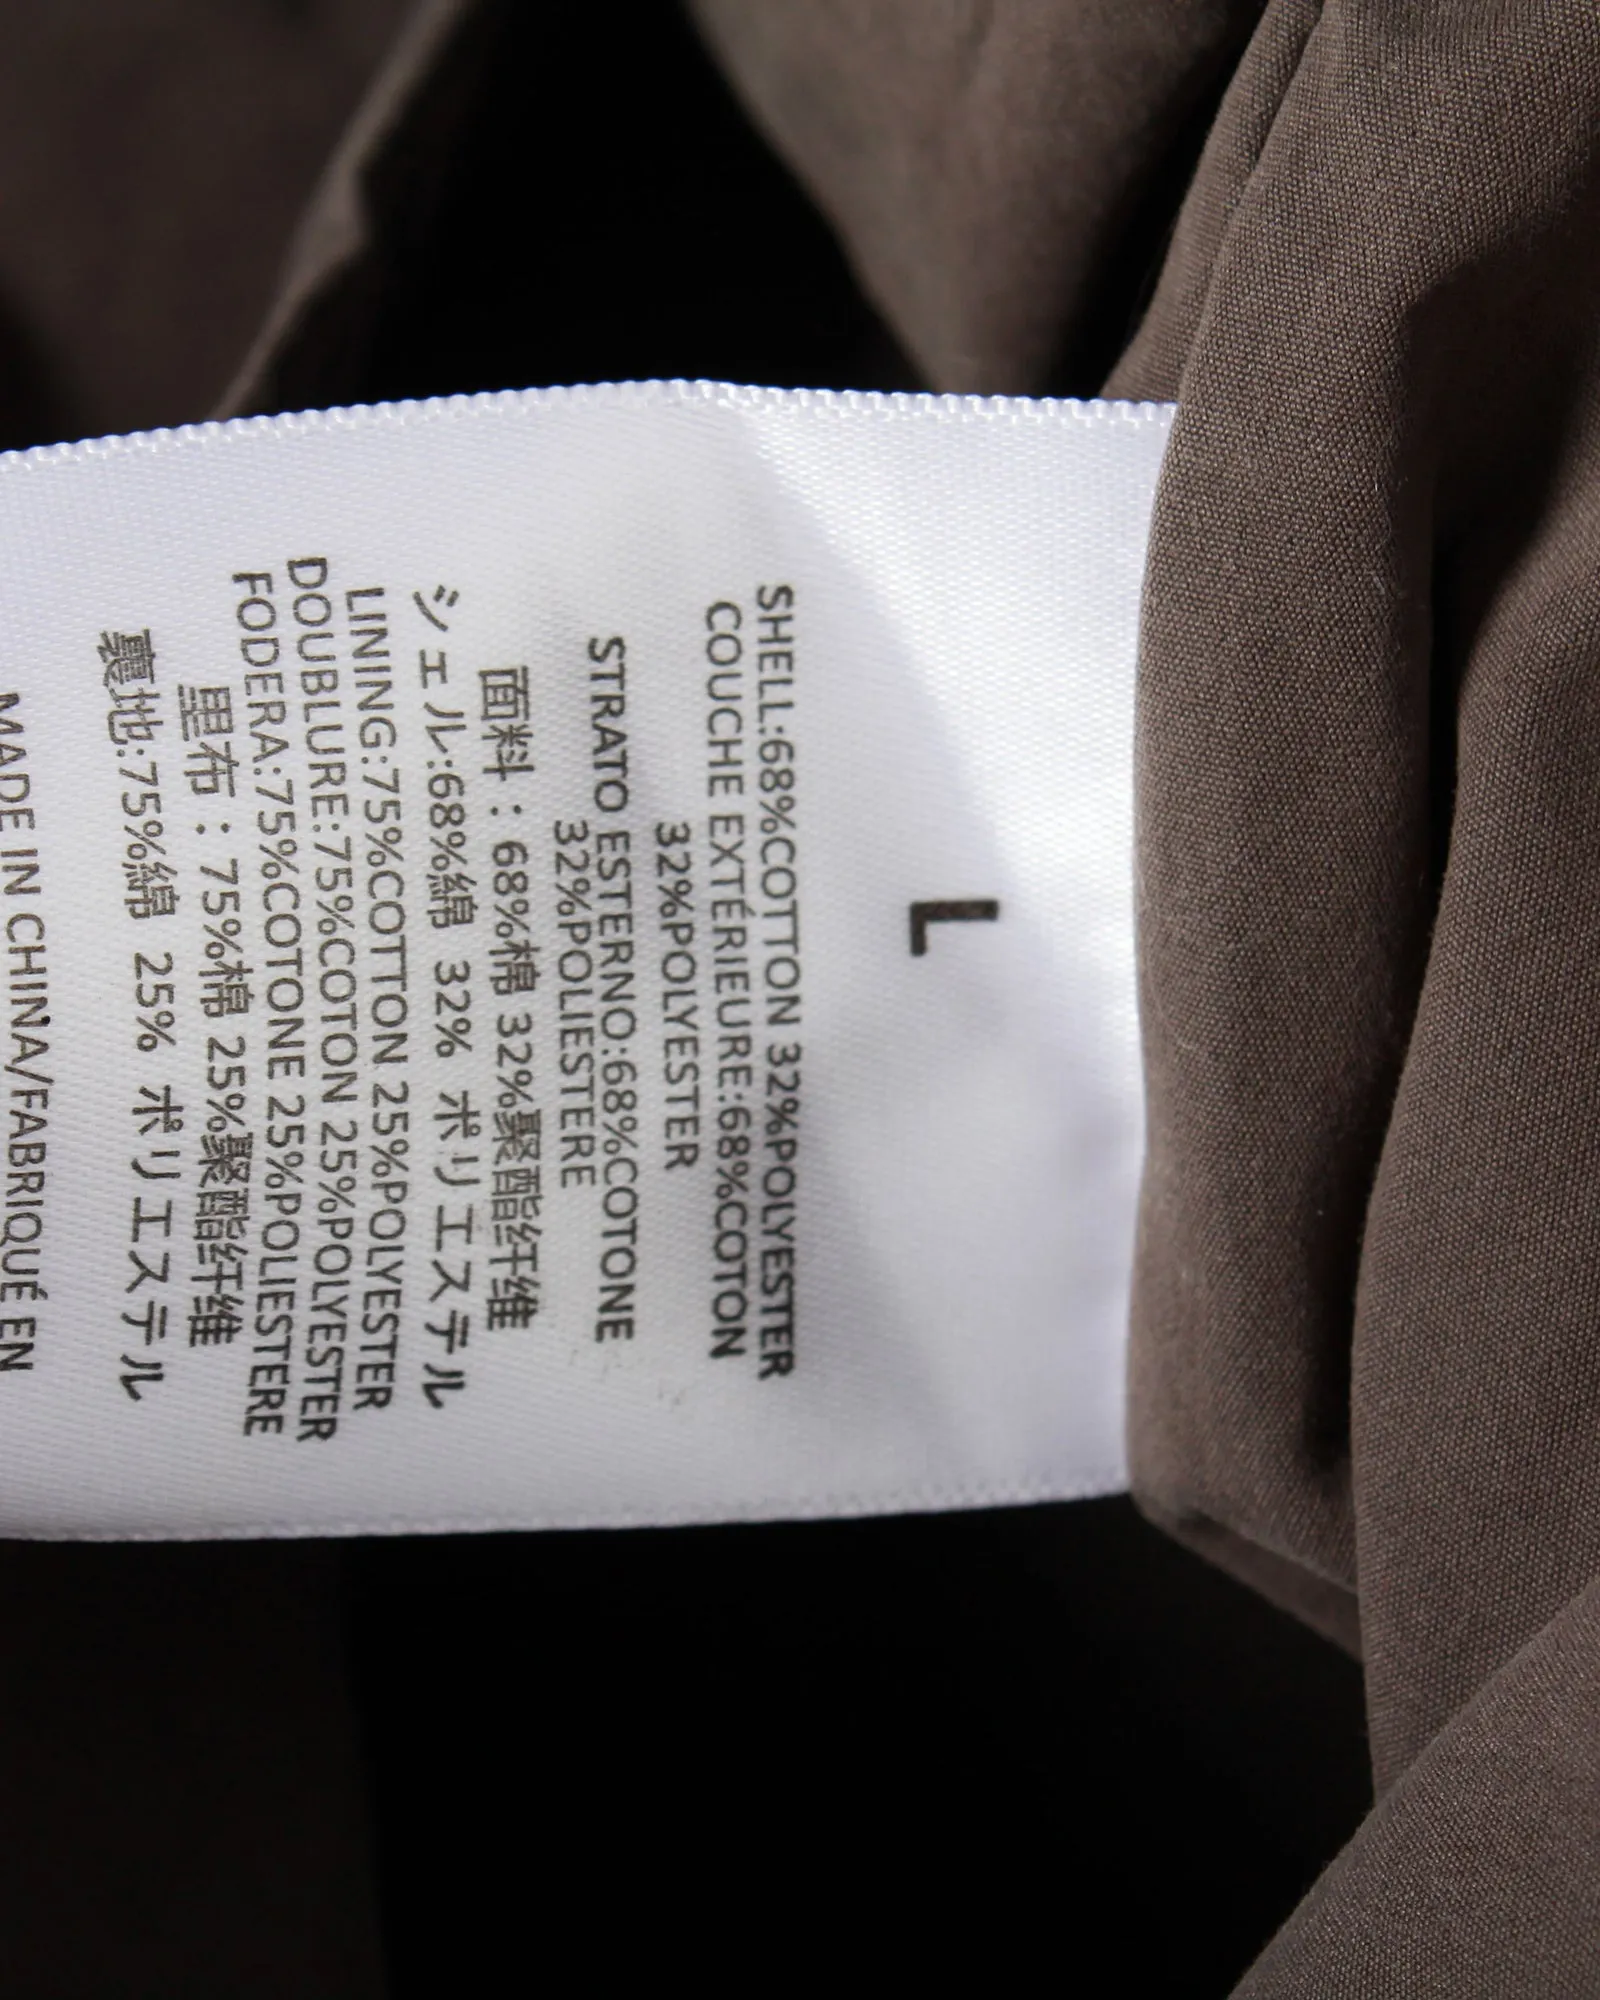 L
SHELL:68%COTTON 32%POLYESTER
COUCHE EXTÉRIEURE:68%COTON
32%POLYESTER
STRATO ESTERNO:68%COTONE
32%POLIESTERE
面料：68%棉 32%聚酯纤维
シェル:68%綿 32% ポリエステル
LINING:75%COTTON 25%POLYESTER
DOUBLURE:75%COTON 25%POLYESTER
FODERA:75%COTONE 25%POLIESTERE
里布：75%棉 25%聚酯纤维
裏地:75%綿 25% ポリエステル
MADE IN CHINA/FABRIQUÉ EN